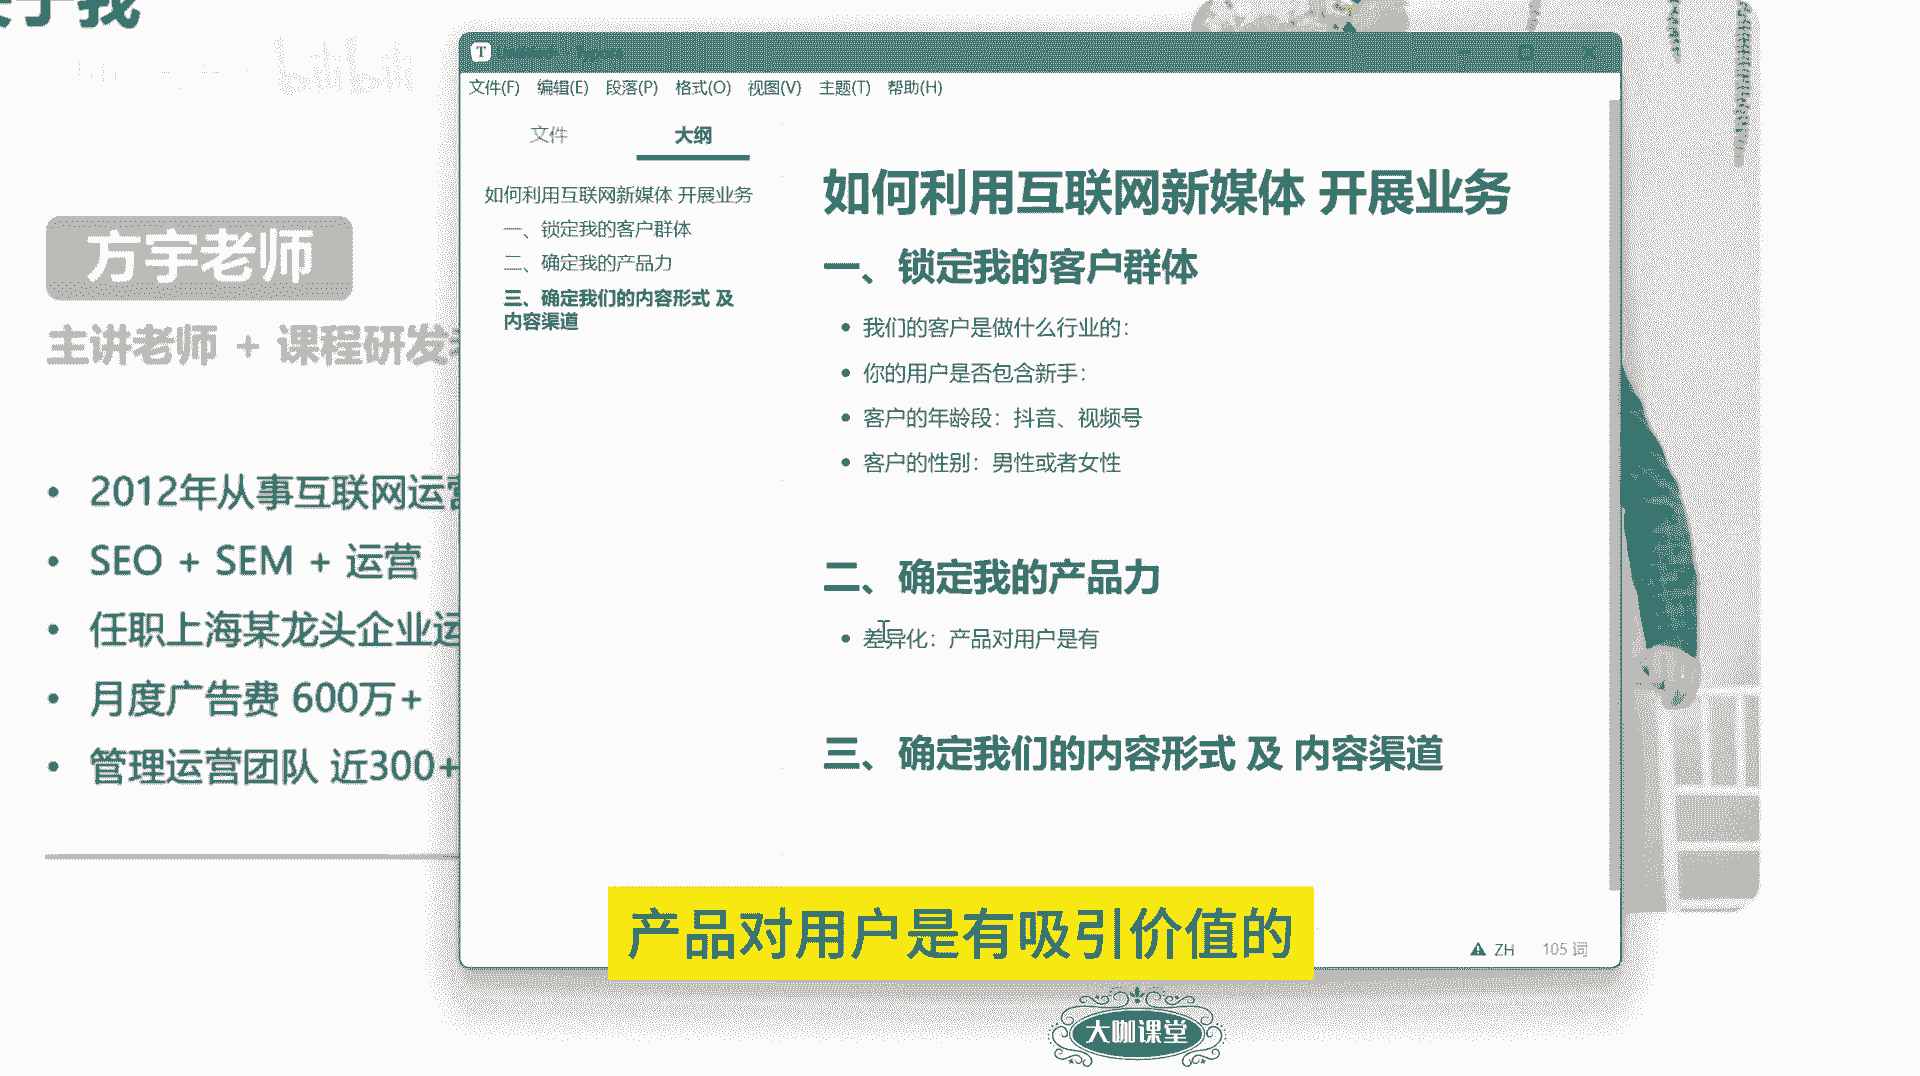 于我
bilibili
方宇老师
主讲老师 + 课程研发
2012年从事互联网运营
SEO + SEM + 运营
任职上海某龙头企业运
月度广告费 600万+
管理运营团队 近300+
T
文件(F) 编辑(E) 段落(P) 格式(O) 视图(V) 主题(T) 帮助(H)
文件 大纲
如何利用互联网新媒体 开展业务
一、锁定我的客户群体
二、确定我的产品力
三、确定我们的内容形式 及
内容渠道
如何利用互联网新媒体 开展业务
一、锁定我的客户群体
我们的客户是做什么行业的：
你的用户是否包含新手：
客户的年龄段：抖音、视频号
客户的性别：男性或者女性
二、确定我的产品力
差异化：产品对用户是有
三、确定我们的内容形式 及 内容渠道
产品对用户是有吸引价值的
ZH 105 词
大咖课堂